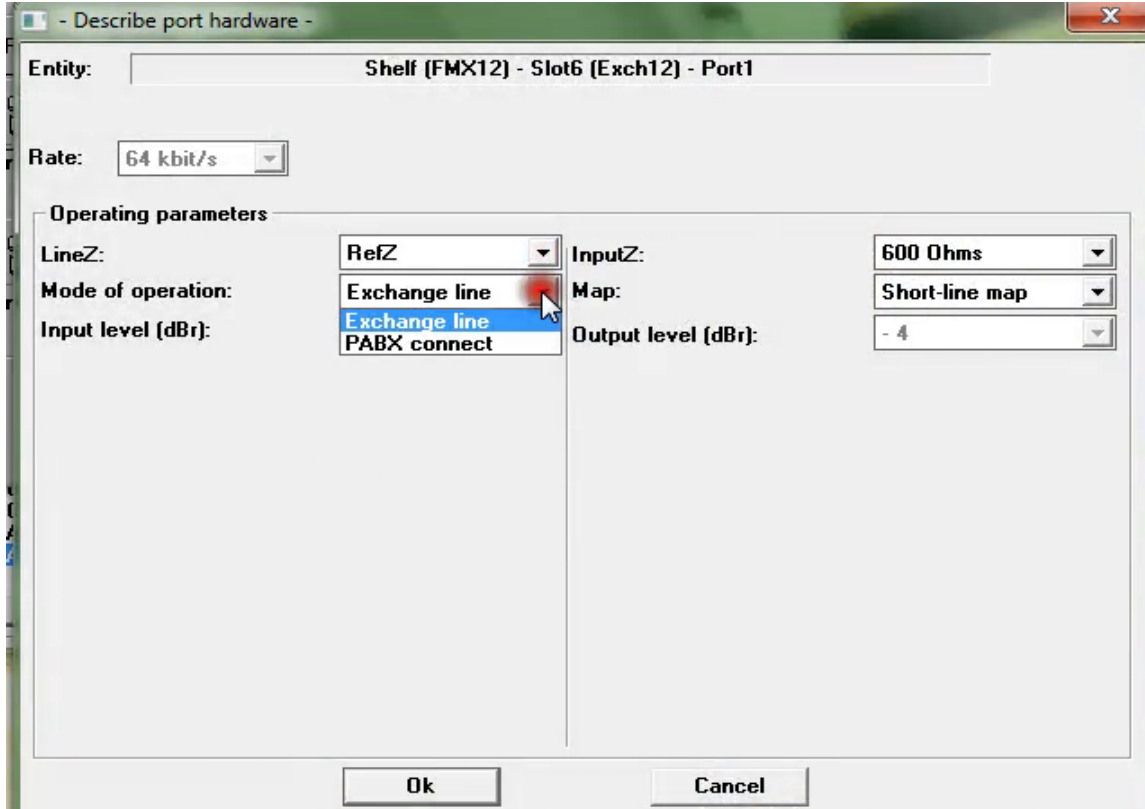 - Describe port hardware -
Entity: Shelf (FMX12) - Slot6 (Exch12) - Port1
Rate: 64 kbit/s
Operating parameters
LineZ: RefZ InputZ: 600 Ohms
Mode of operation: Exchange line Map: Short-line map
Exchange line
Input level (dBr): Output level (dBr): - 4
PABX connect
Ok Cancel